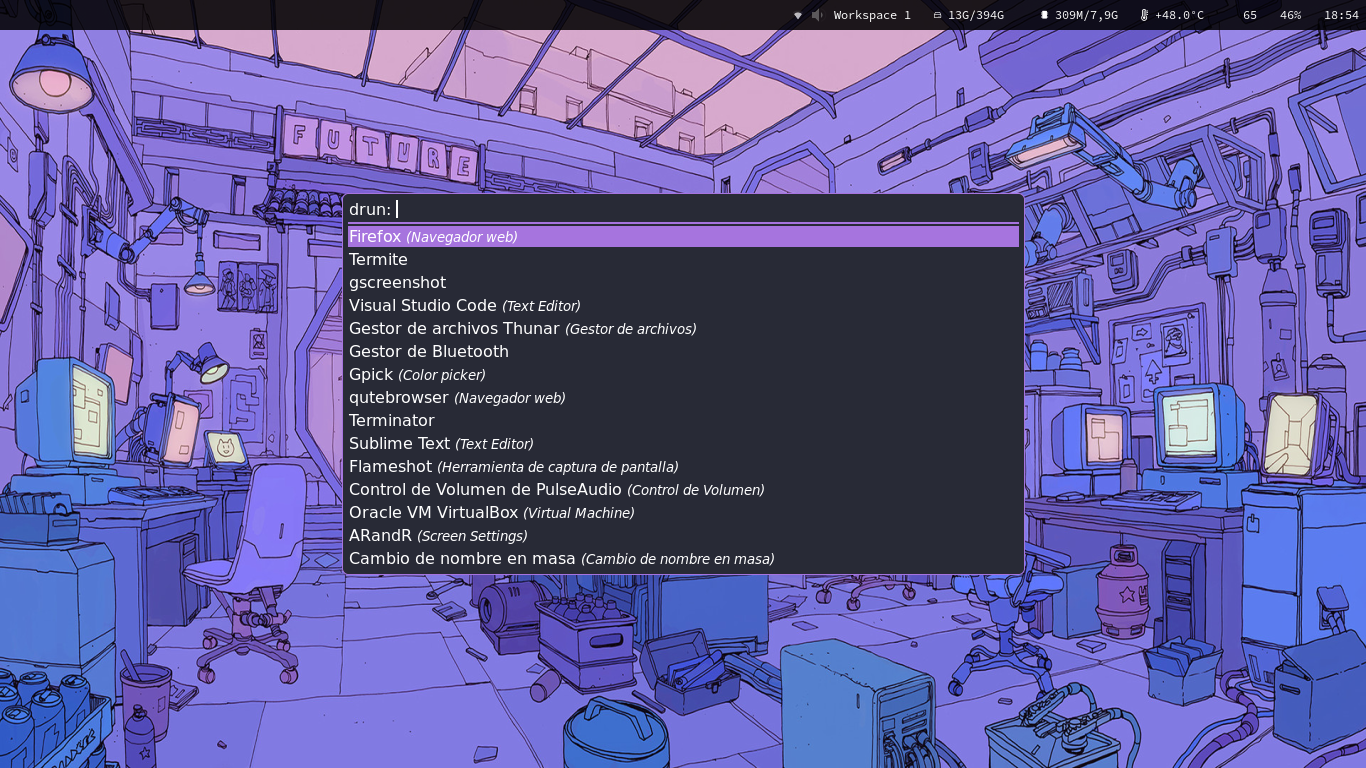 Workspace 1 13G/394G 309M/7,9G +48.0°C 65 46% 18:54
FUTURE
drun:
Firefox (Navegador web)
Termite
gscreenshot
Visual Studio Code (Text Editor)
Gestor de archivos Thunar (Gestor de archivos)
Gestor de Bluetooth
Gpick (Color picker)
qutebrowser (Navegador web)
Terminator
Sublime Text (Text Editor)
Flameshot (Herramienta de captura de pantalla)
Control de Volumen de PulseAudio (Control de Volumen)
Oracle VM VirtualBox (Virtual Machine)
ARandR (Screen Settings)
Cambio de nombre en masa (Cambio de nombre en masa)